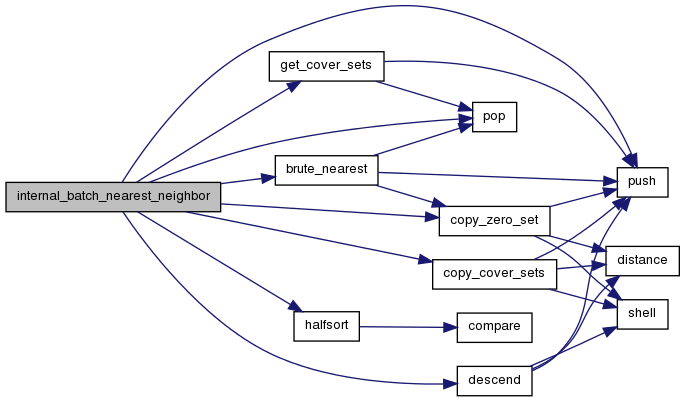 internal_batch_nearest_neighbor
get_cover_sets
pop
brute_nearest
push
copy_zero_set
distance
copy_cover_sets
shell
halfsort
compare
descend